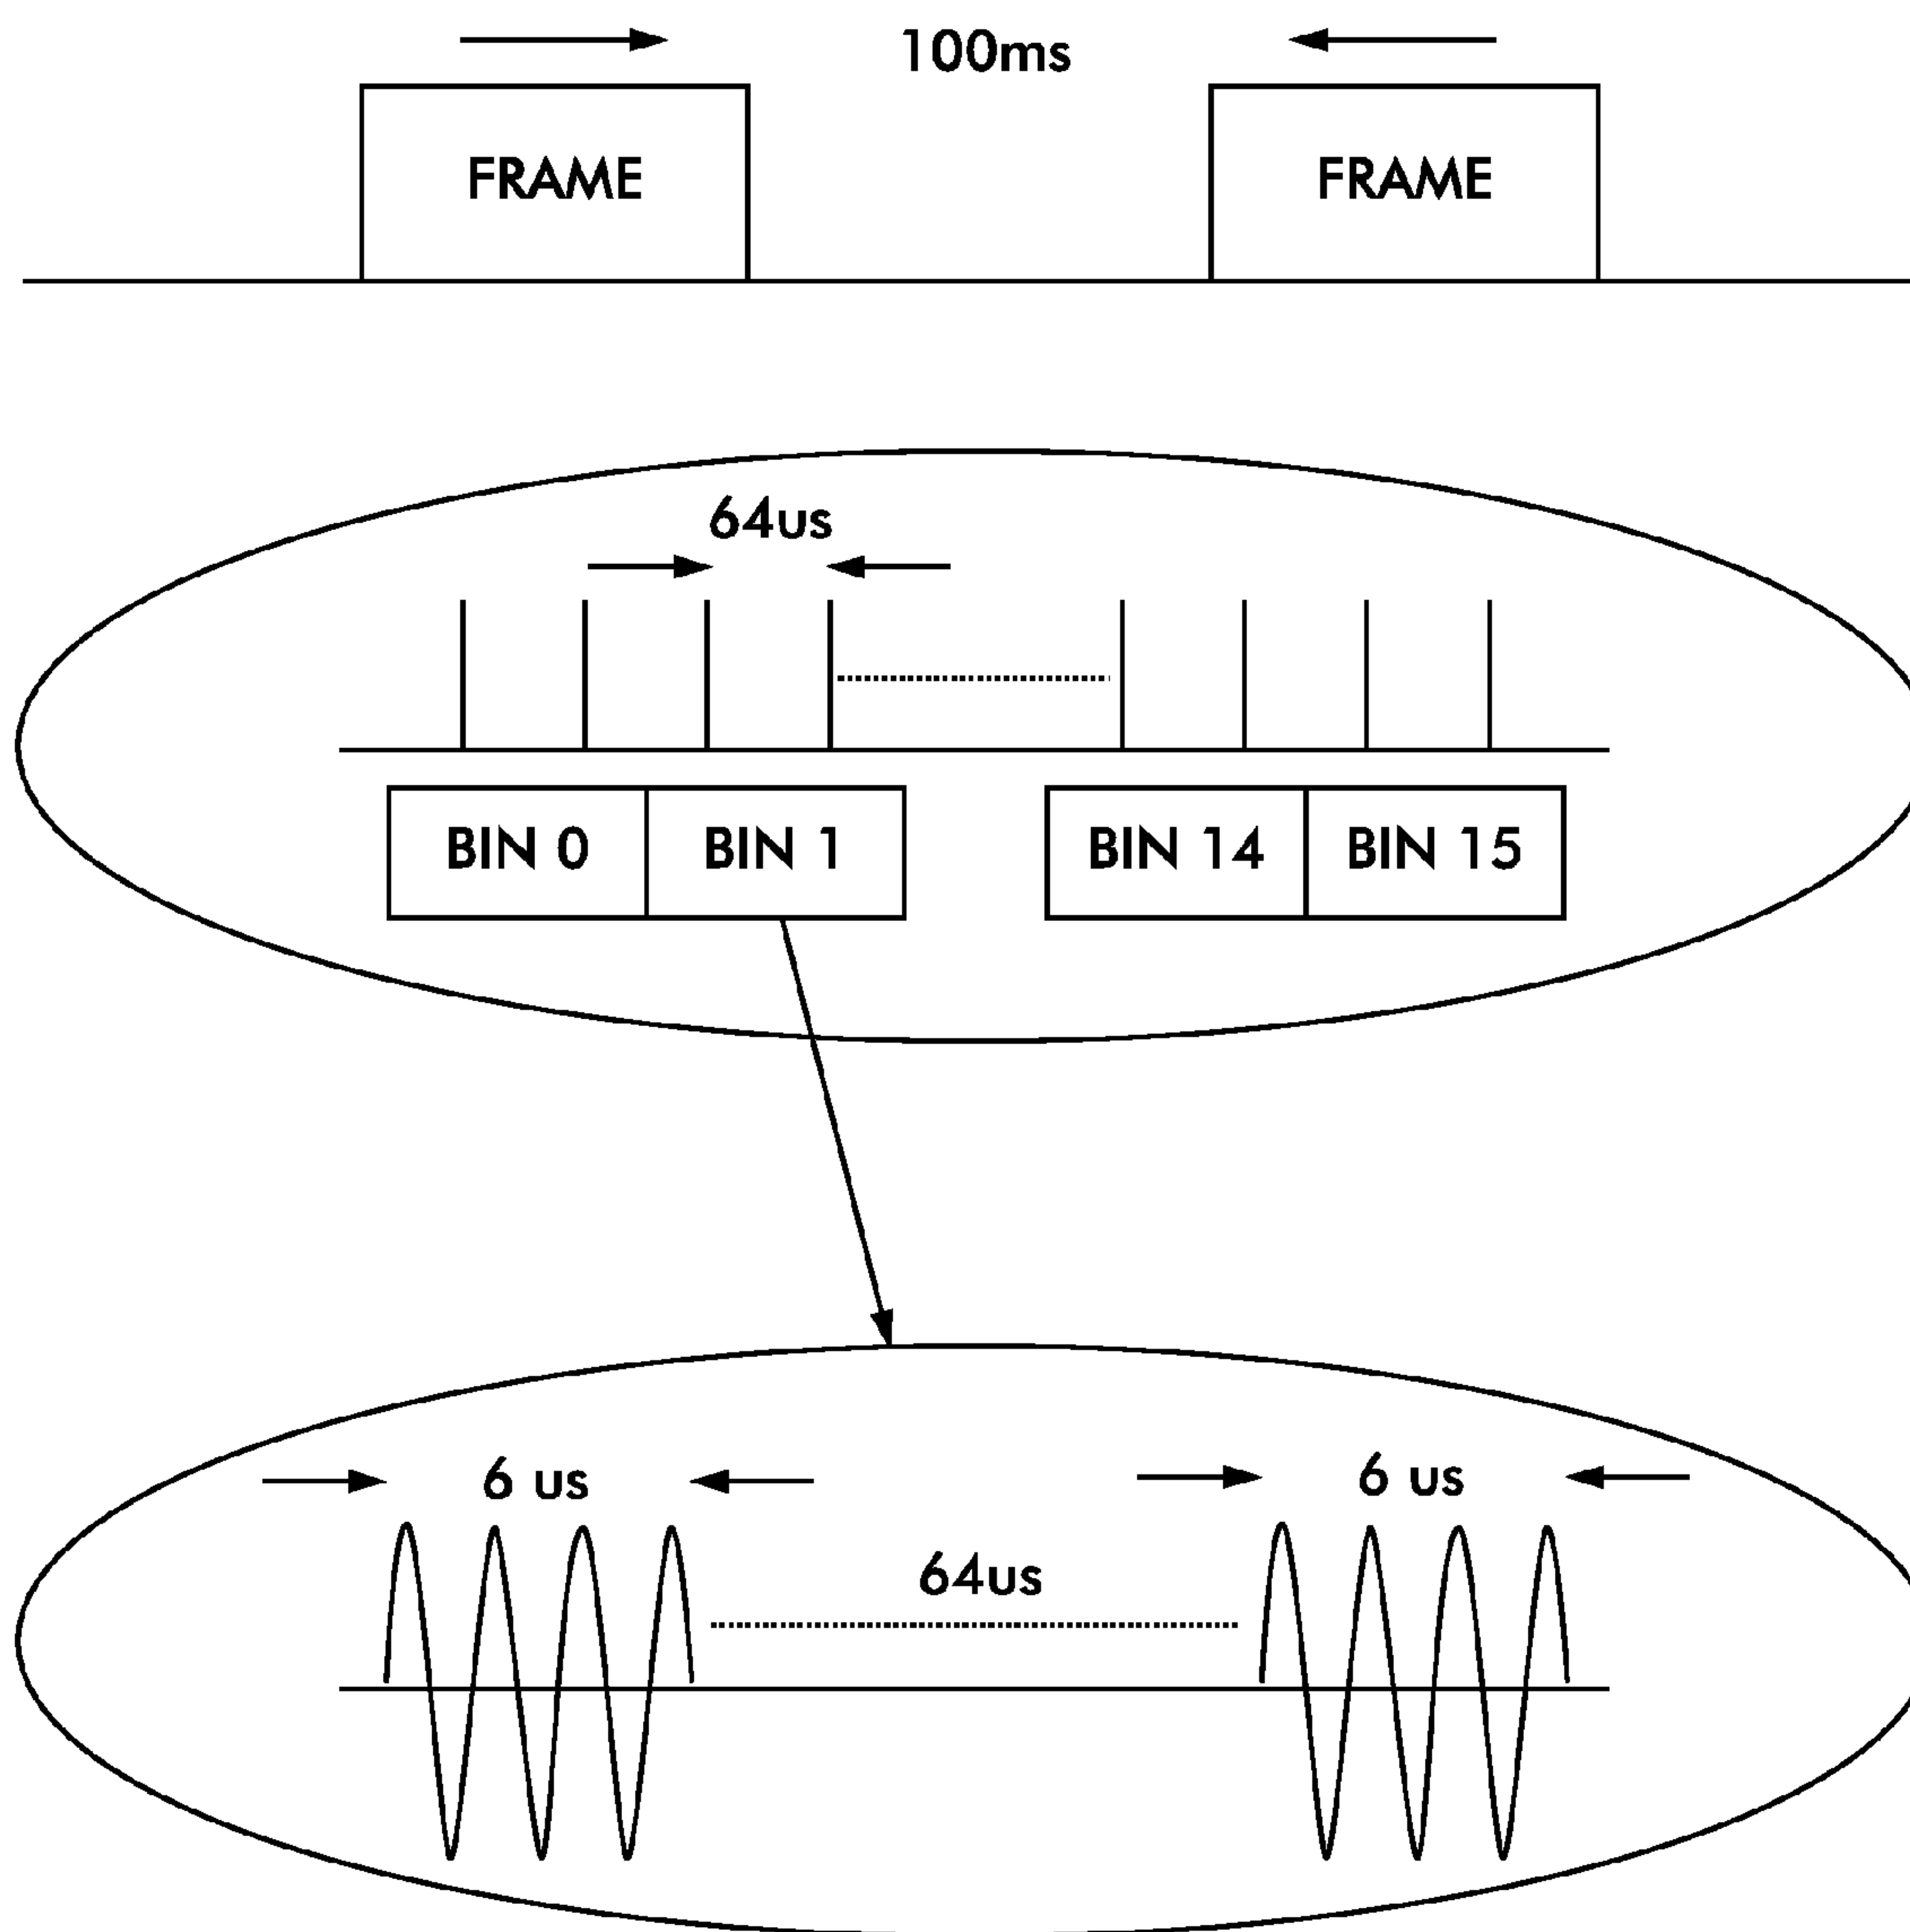 100ms
FRAME FRAME
64us
BIN 0 BIN 1 BIN 14 BIN 15
6 us 6 us
64us